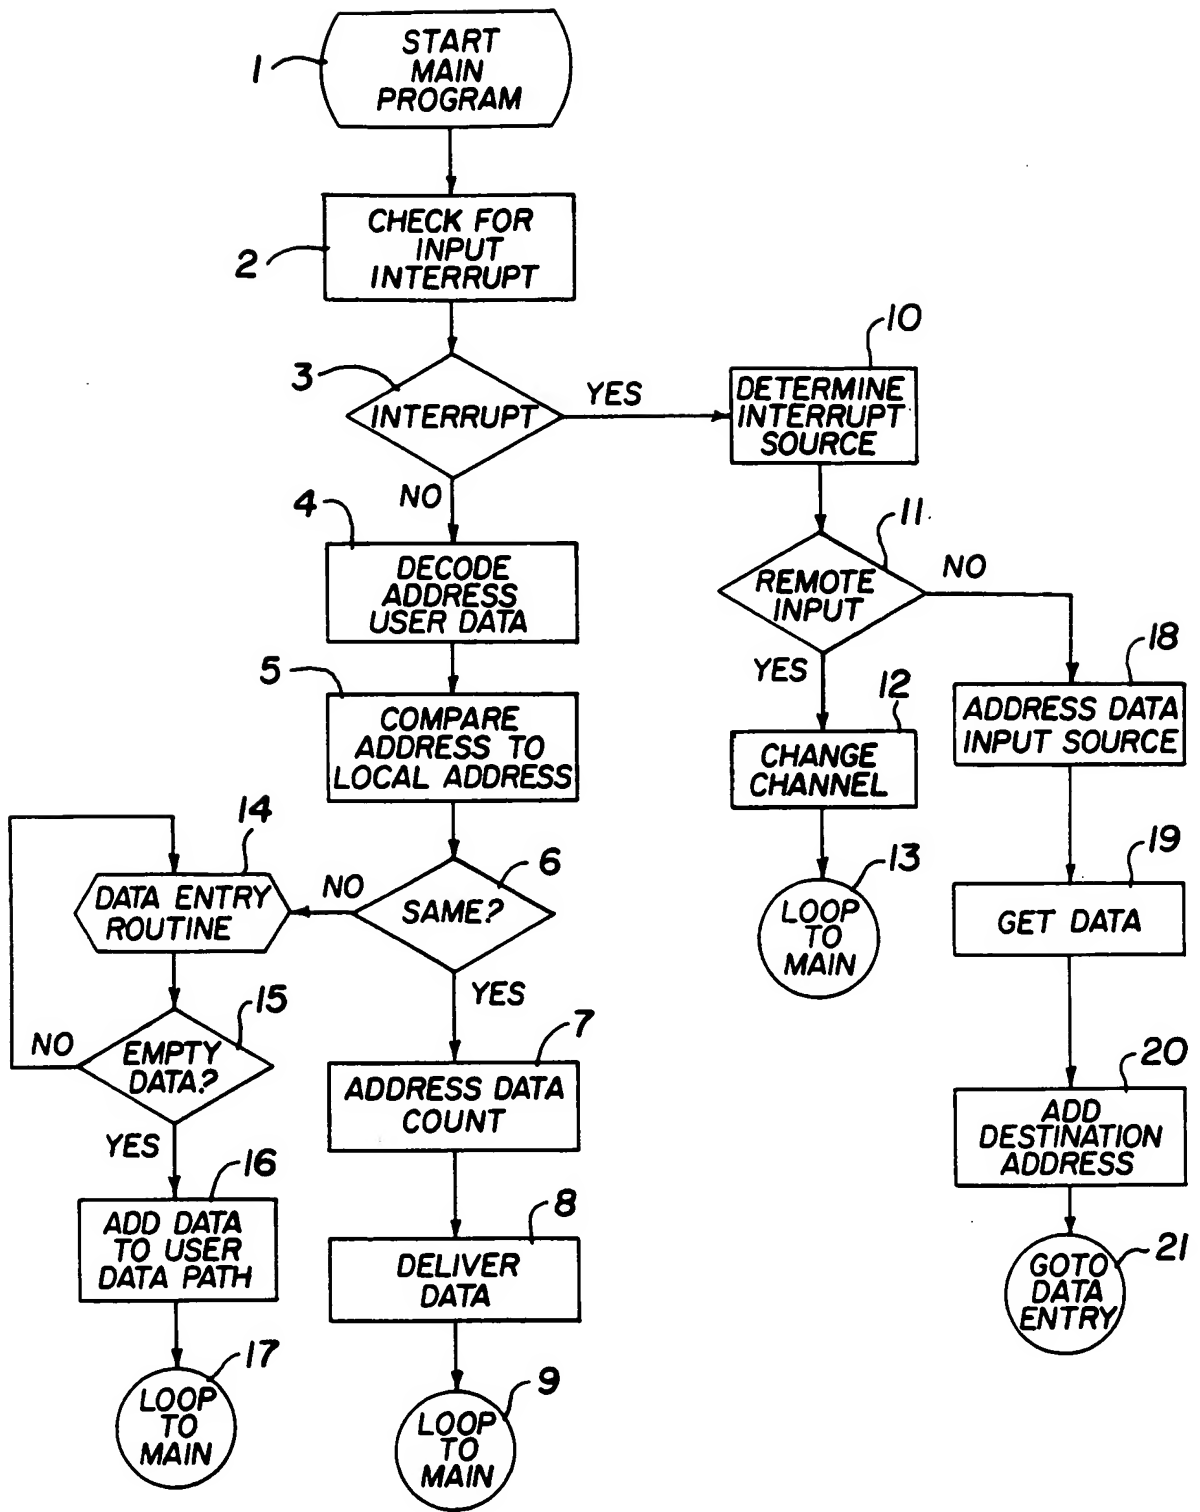 1
START
MAIN
PROGRAM
2
CHECK FOR
INPUT
INTERRUPT
3
INTERRUPT
YES
NO
10
DETERMINE
INTERRUPT
SOURCE
4
DECODE
ADDRESS
USER DATA
11
REMOTE
INPUT
NO
YES
5
COMPARE
ADDRESS TO
LOCAL ADDRESS
12
CHANGE
CHANNEL
18
ADDRESS DATA
INPUT SOURCE
13
LOOP
TO
MAIN
19
GET DATA
6
SAME?
NO
YES
14
DATA ENTRY
ROUTINE
15
EMPTY
DATA?
NO
YES
7
ADDRESS DATA
COUNT
20
ADD
DESTINATION
ADDRESS
16
ADD DATA
TO USER
DATA PATH
8
DELIVER
DATA
21
GOTO
DATA
ENTRY
17
LOOP
TO
MAIN
9
LOOP
TO
MAIN